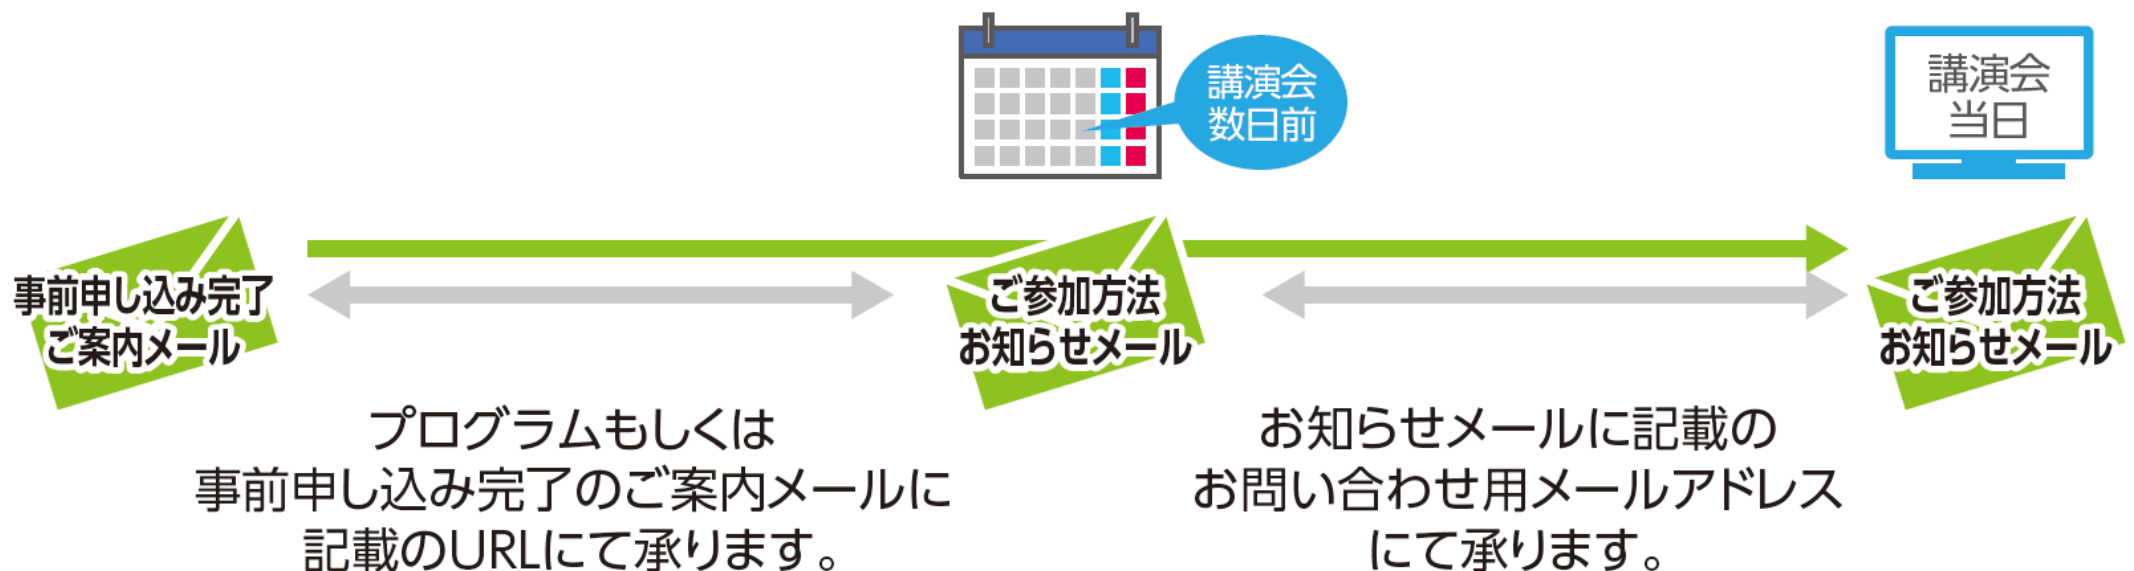 講演会
数日前
講演会
当日
事前申し込み完了
ご案内メール
ご参加方法
お知らせメール
ご参加方法
お知らせメール
プログラムもしくは
事前申し込み完了のご案内メールに
記載のURLにて承ります。
お知らせメールに記載の
お問い合わせ用メールアドレス
にて承ります。